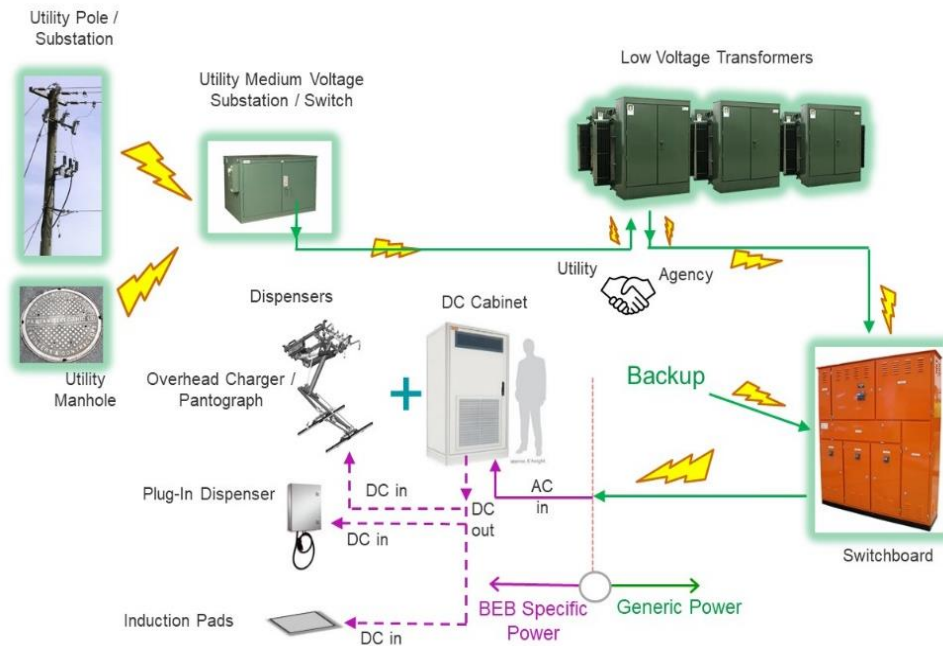 Utility Pole /
Substation
Utility Medium Voltage
Substation / Switch
Low Voltage Transformers
Utility
Agency
Dispensers
DC Cabinet
Utility
Manhole
Overhead Charger /
Pantograph
Backup
Plug-In Dispenser
DC in
DC in
DC
out
AC
in
Switchboard
BEB Specific
Power
Generic Power
Induction Pads
DC in